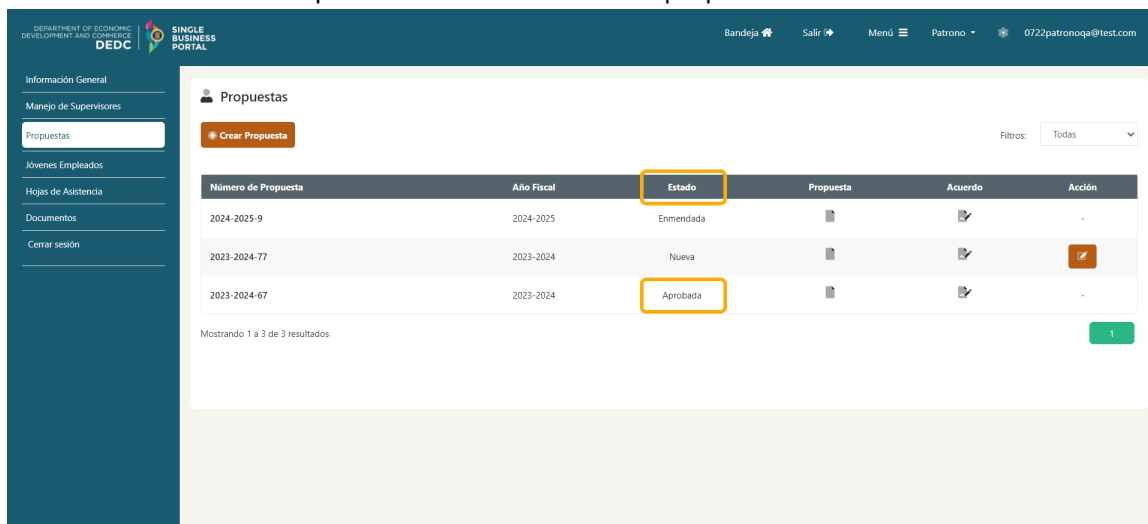 DEPARTMENT OF ECONOMIC
DEVELOPMENT AND COMMERCE
DEDC
SINGLE
BUSINESS
PORTAL
Bandeja Salir Menú Patrono 0722patronoqa@test.com
Información General
Manejo de Supervisores
Propuestas
Jóvenes Empleados
Hojas de Asistencia
Documentos
Cerrar sesión
Propuestas
Crear Propuesta
Filtros: Todas
Número de Propuesta Año Fiscal Estado Propuesta Acuerdo Acción
2024-2025-9 2024-2025 Enmendada -
2023-2024-77 2023-2024 Nueva
2023-2024-67 2023-2024 Aprobada -
Mostrando 1 a 3 de 3 resultados
1